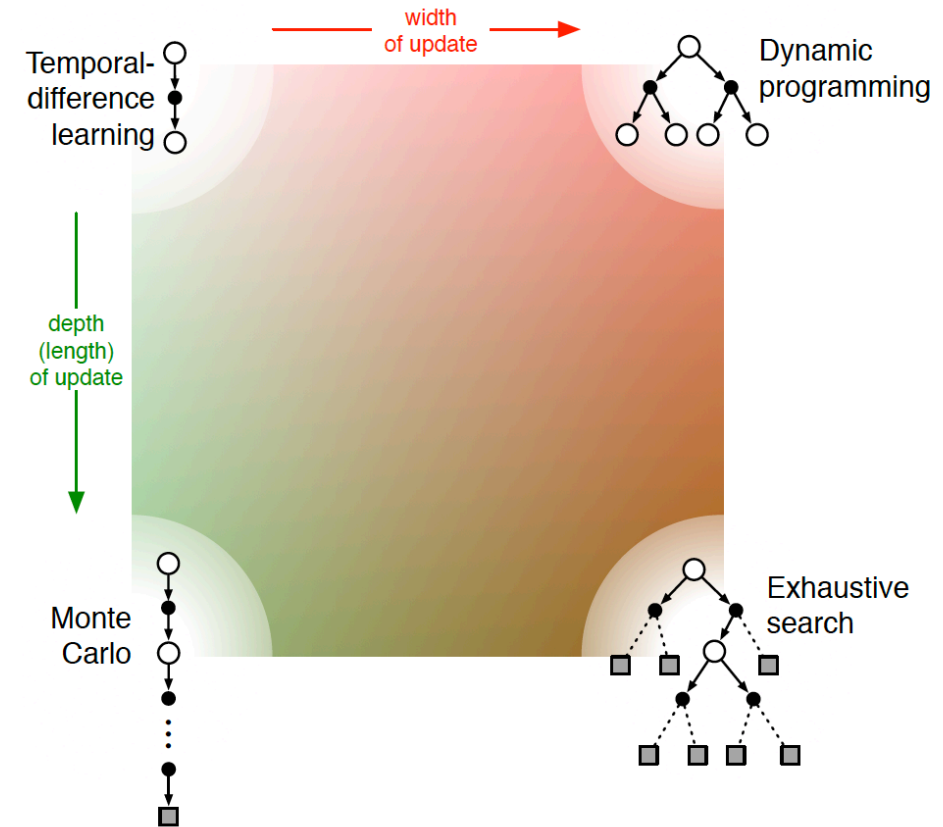 width
of update
Temporal-
difference
learning
Dynamic
programming
depth
(length)
of update
Monte
Carlo
Exhaustive
search